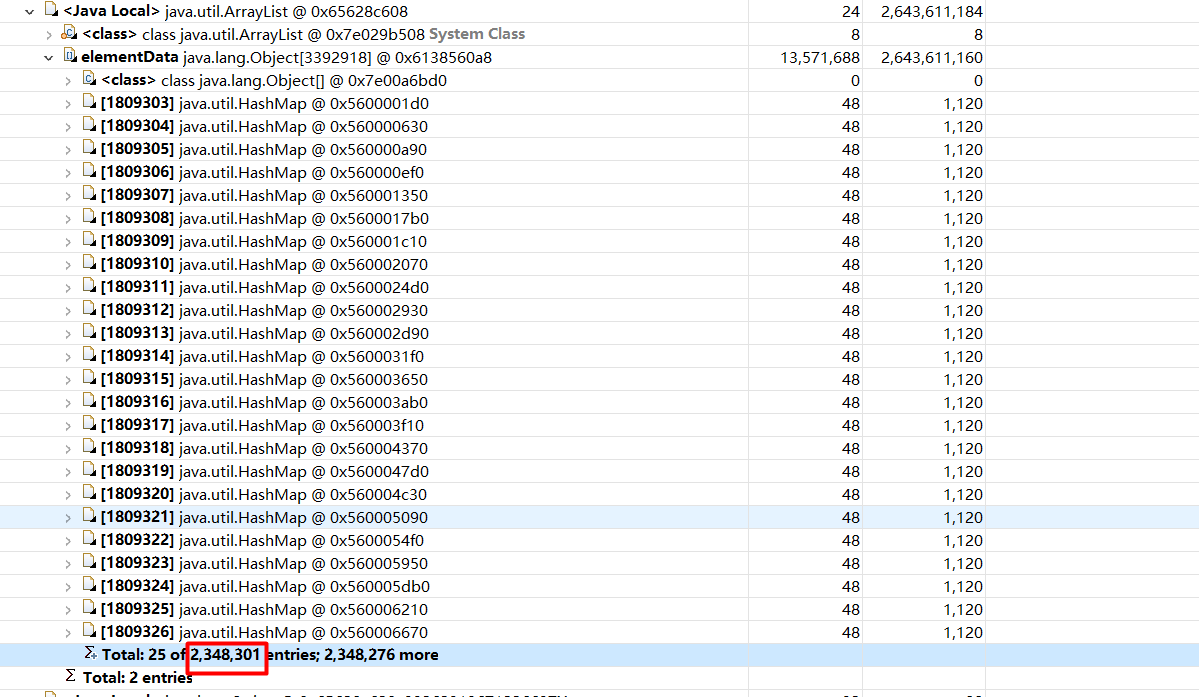 <Java Local> java.util.ArrayList @ 0x65628c608 24 2,643,611,184
<class> class java.util.ArrayList @ 0x7e029b508 System Class 8 8
elementData java.lang.Object[3392918] @ 0x6138560a8 13,571,688 2,643,611,160
<class> class java.lang.Object[] @ 0x7e00a6bd0 0 0
[1809303] java.util.HashMap @ 0x5600001d0 48 1,120
[1809304] java.util.HashMap @ 0x560000630 48 1,120
[1809305] java.util.HashMap @ 0x560000a90 48 1,120
[1809306] java.util.HashMap @ 0x560000ef0 48 1,120
[1809307] java.util.HashMap @ 0x560001350 48 1,120
[1809308] java.util.HashMap @ 0x5600017b0 48 1,120
[1809309] java.util.HashMap @ 0x560001c10 48 1,120
[1809310] java.util.HashMap @ 0x560002070 48 1,120
[1809311] java.util.HashMap @ 0x5600024d0 48 1,120
[1809312] java.util.HashMap @ 0x560002930 48 1,120
[1809313] java.util.HashMap @ 0x560002d90 48 1,120
[1809314] java.util.HashMap @ 0x5600031f0 48 1,120
[1809315] java.util.HashMap @ 0x560003650 48 1,120
[1809316] java.util.HashMap @ 0x560003ab0 48 1,120
[1809317] java.util.HashMap @ 0x560003f10 48 1,120
[1809318] java.util.HashMap @ 0x560004370 48 1,120
[1809319] java.util.HashMap @ 0x5600047d0 48 1,120
[1809320] java.util.HashMap @ 0x560004c30 48 1,120
[1809321] java.util.HashMap @ 0x560005090 48 1,120
[1809322] java.util.HashMap @ 0x5600054f0 48 1,120
[1809323] java.util.HashMap @ 0x560005950 48 1,120
[1809324] java.util.HashMap @ 0x560005db0 48 1,120
[1809325] java.util.HashMap @ 0x560006210 48 1,120
[1809326] java.util.HashMap @ 0x560006670 48 1,120
Total: 25 of 2,348,301 entries; 2,348,276 more
Total: 2 entries